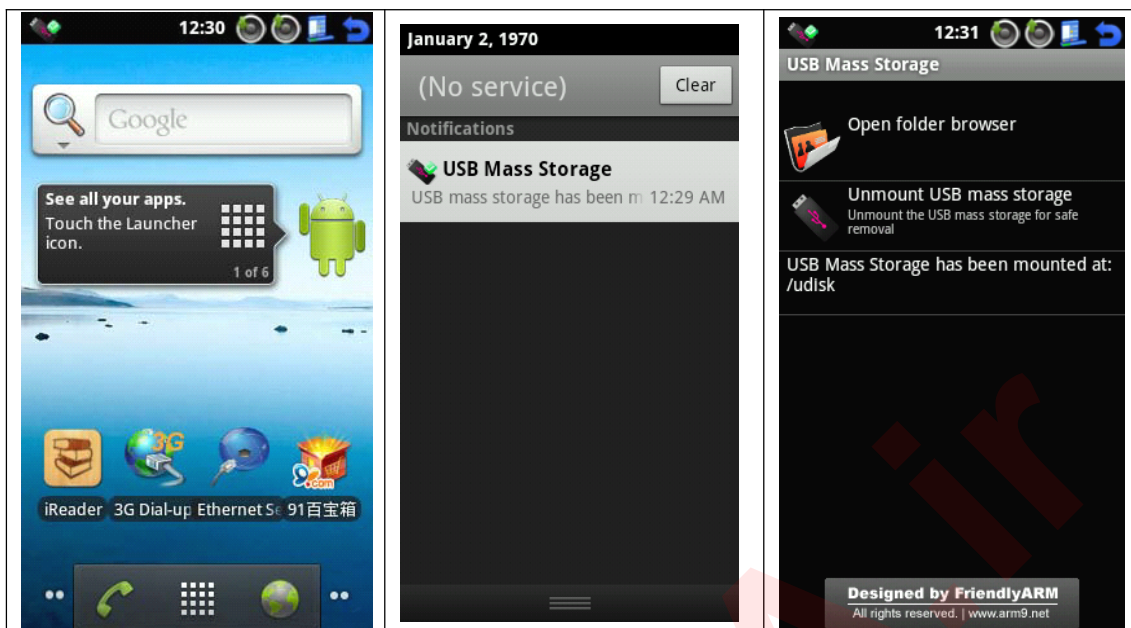 12:30
Google
See all your apps.
Touch the Launcher
icon.
1 of 6
3G
91.com
iReader
3G Dial-up
Ethernet Se
91百宝箱
January 2, 1970
(No service)
Clear
Notifications
USB Mass Storage
USB mass storage has been m 12:29 AM
12:31
USB Mass Storage
Open folder browser
Unmount USB mass storage
Unmount the USB mass storage for safe
removal
USB Mass Storage has been mounted at:
/udisk
Designed by FriendlyARM
All rights reserved. | www.arm9.net